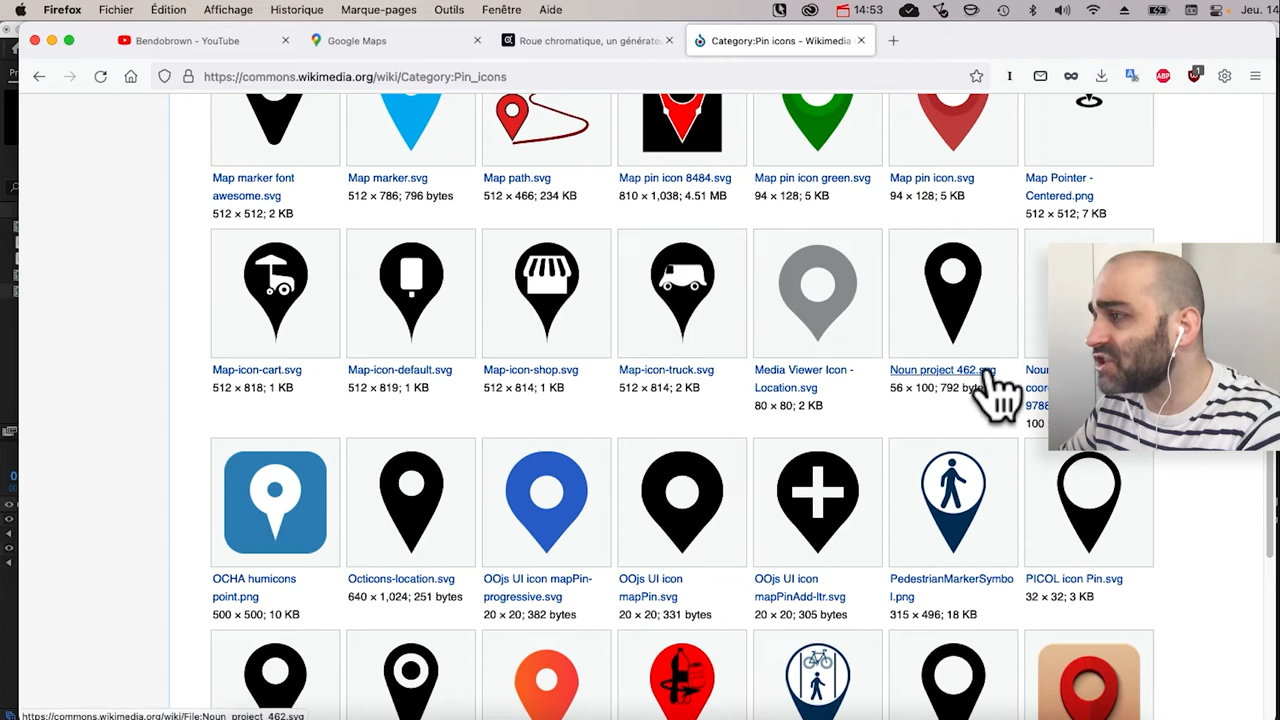 Firefox Fichier Édition Affichage Historique Marque-pages Outils Fenêtre Aide 14:53 Jeu. 14
Bendobrown - YouTube Google Maps Roue chromatique, un générate Category:Pin icons - Wikimedia
https://commons.wikimedia.org/wiki/Category:Pin_icons
Map marker font
awesome.svg
512 × 512; 2 KB
Map marker.svg
512 × 786; 796 bytes
Map path.svg
512 × 466; 234 KB
Map pin icon 8484.svg
810 × 1,038; 4.51 MB
Map pin icon green.svg
94 × 128; 5 KB
Map pin icon.svg
94 × 128; 5 KB
Map Pointer -
Centered.png
512 × 512; 7 KB
Map-icon-cart.svg
512 × 818; 1 KB
Map-icon-default.svg
512 × 819; 1 KB
Map-icon-shop.svg
512 × 814; 1 KB
Map-icon-truck.svg
512 × 814; 2 KB
Media Viewer Icon -
Location.svg
80 × 80; 2 KB
Noun project 462.svg
56 × 100; 792 bytes
Noun
coor
9788
100
OCHA humicons
point.png
500 × 500; 10 KB
Octicons-location.svg
640 × 1,024; 251 bytes
OOjs UI icon mapPin-
progressive.svg
20 × 20; 382 bytes
OOjs UI icon
mapPin.svg
20 × 20; 331 bytes
OOjs UI icon
mapPinAdd-ltr.svg
20 × 20; 305 bytes
PedestrianMarkerSymbo
l.png
315 × 496; 18 KB
PICOL icon Pin.svg
32 × 32; 3 KB
https://commons.wikimedia.org/wiki/File:Noun_project_462.svg